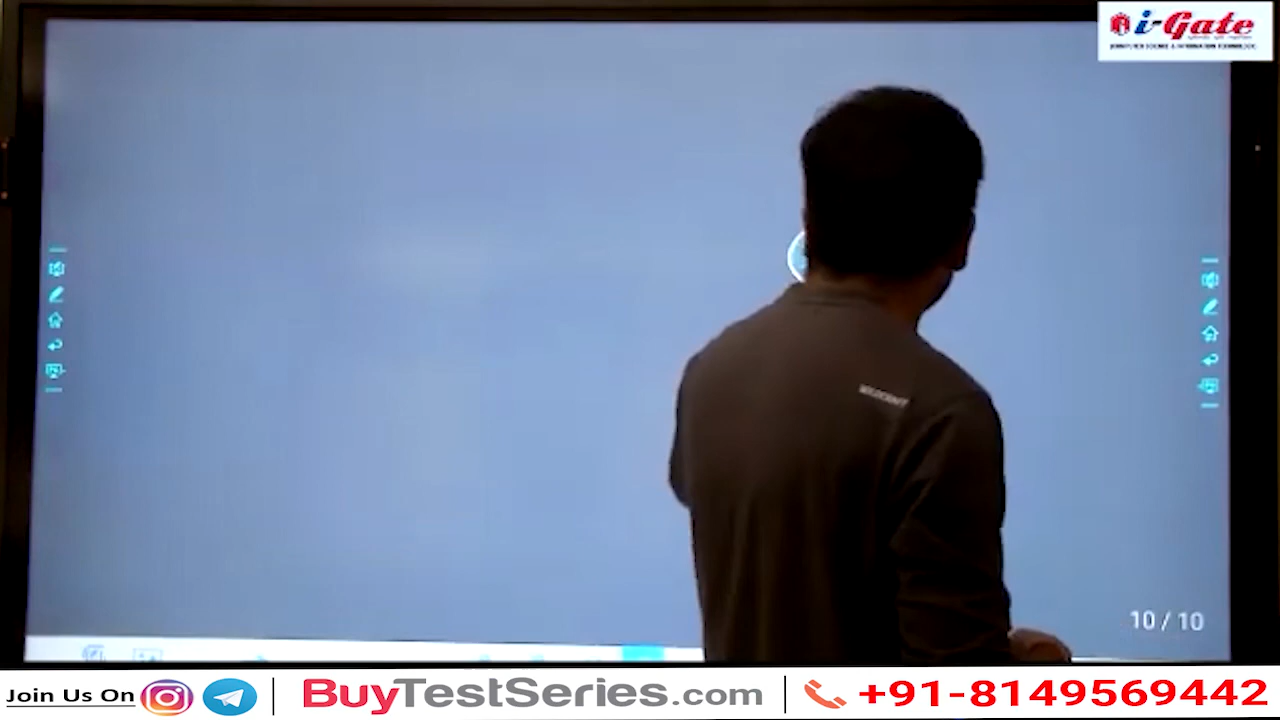 i-Gate
10 / 10
Join Us On
BuyTestSeries.com
+91-8149569442